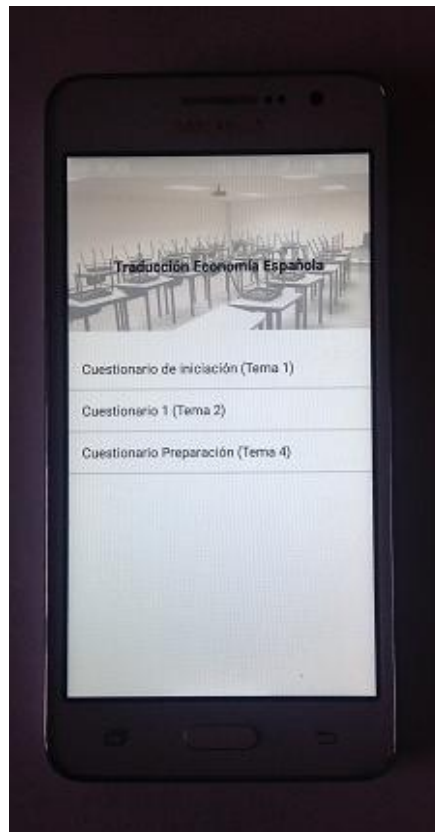 Traducción Economía Española
Cuestionario de iniciación (Tema 1)
Cuestionario 1 (Tema 2)
Cuestionario Preparación (Tema 4)